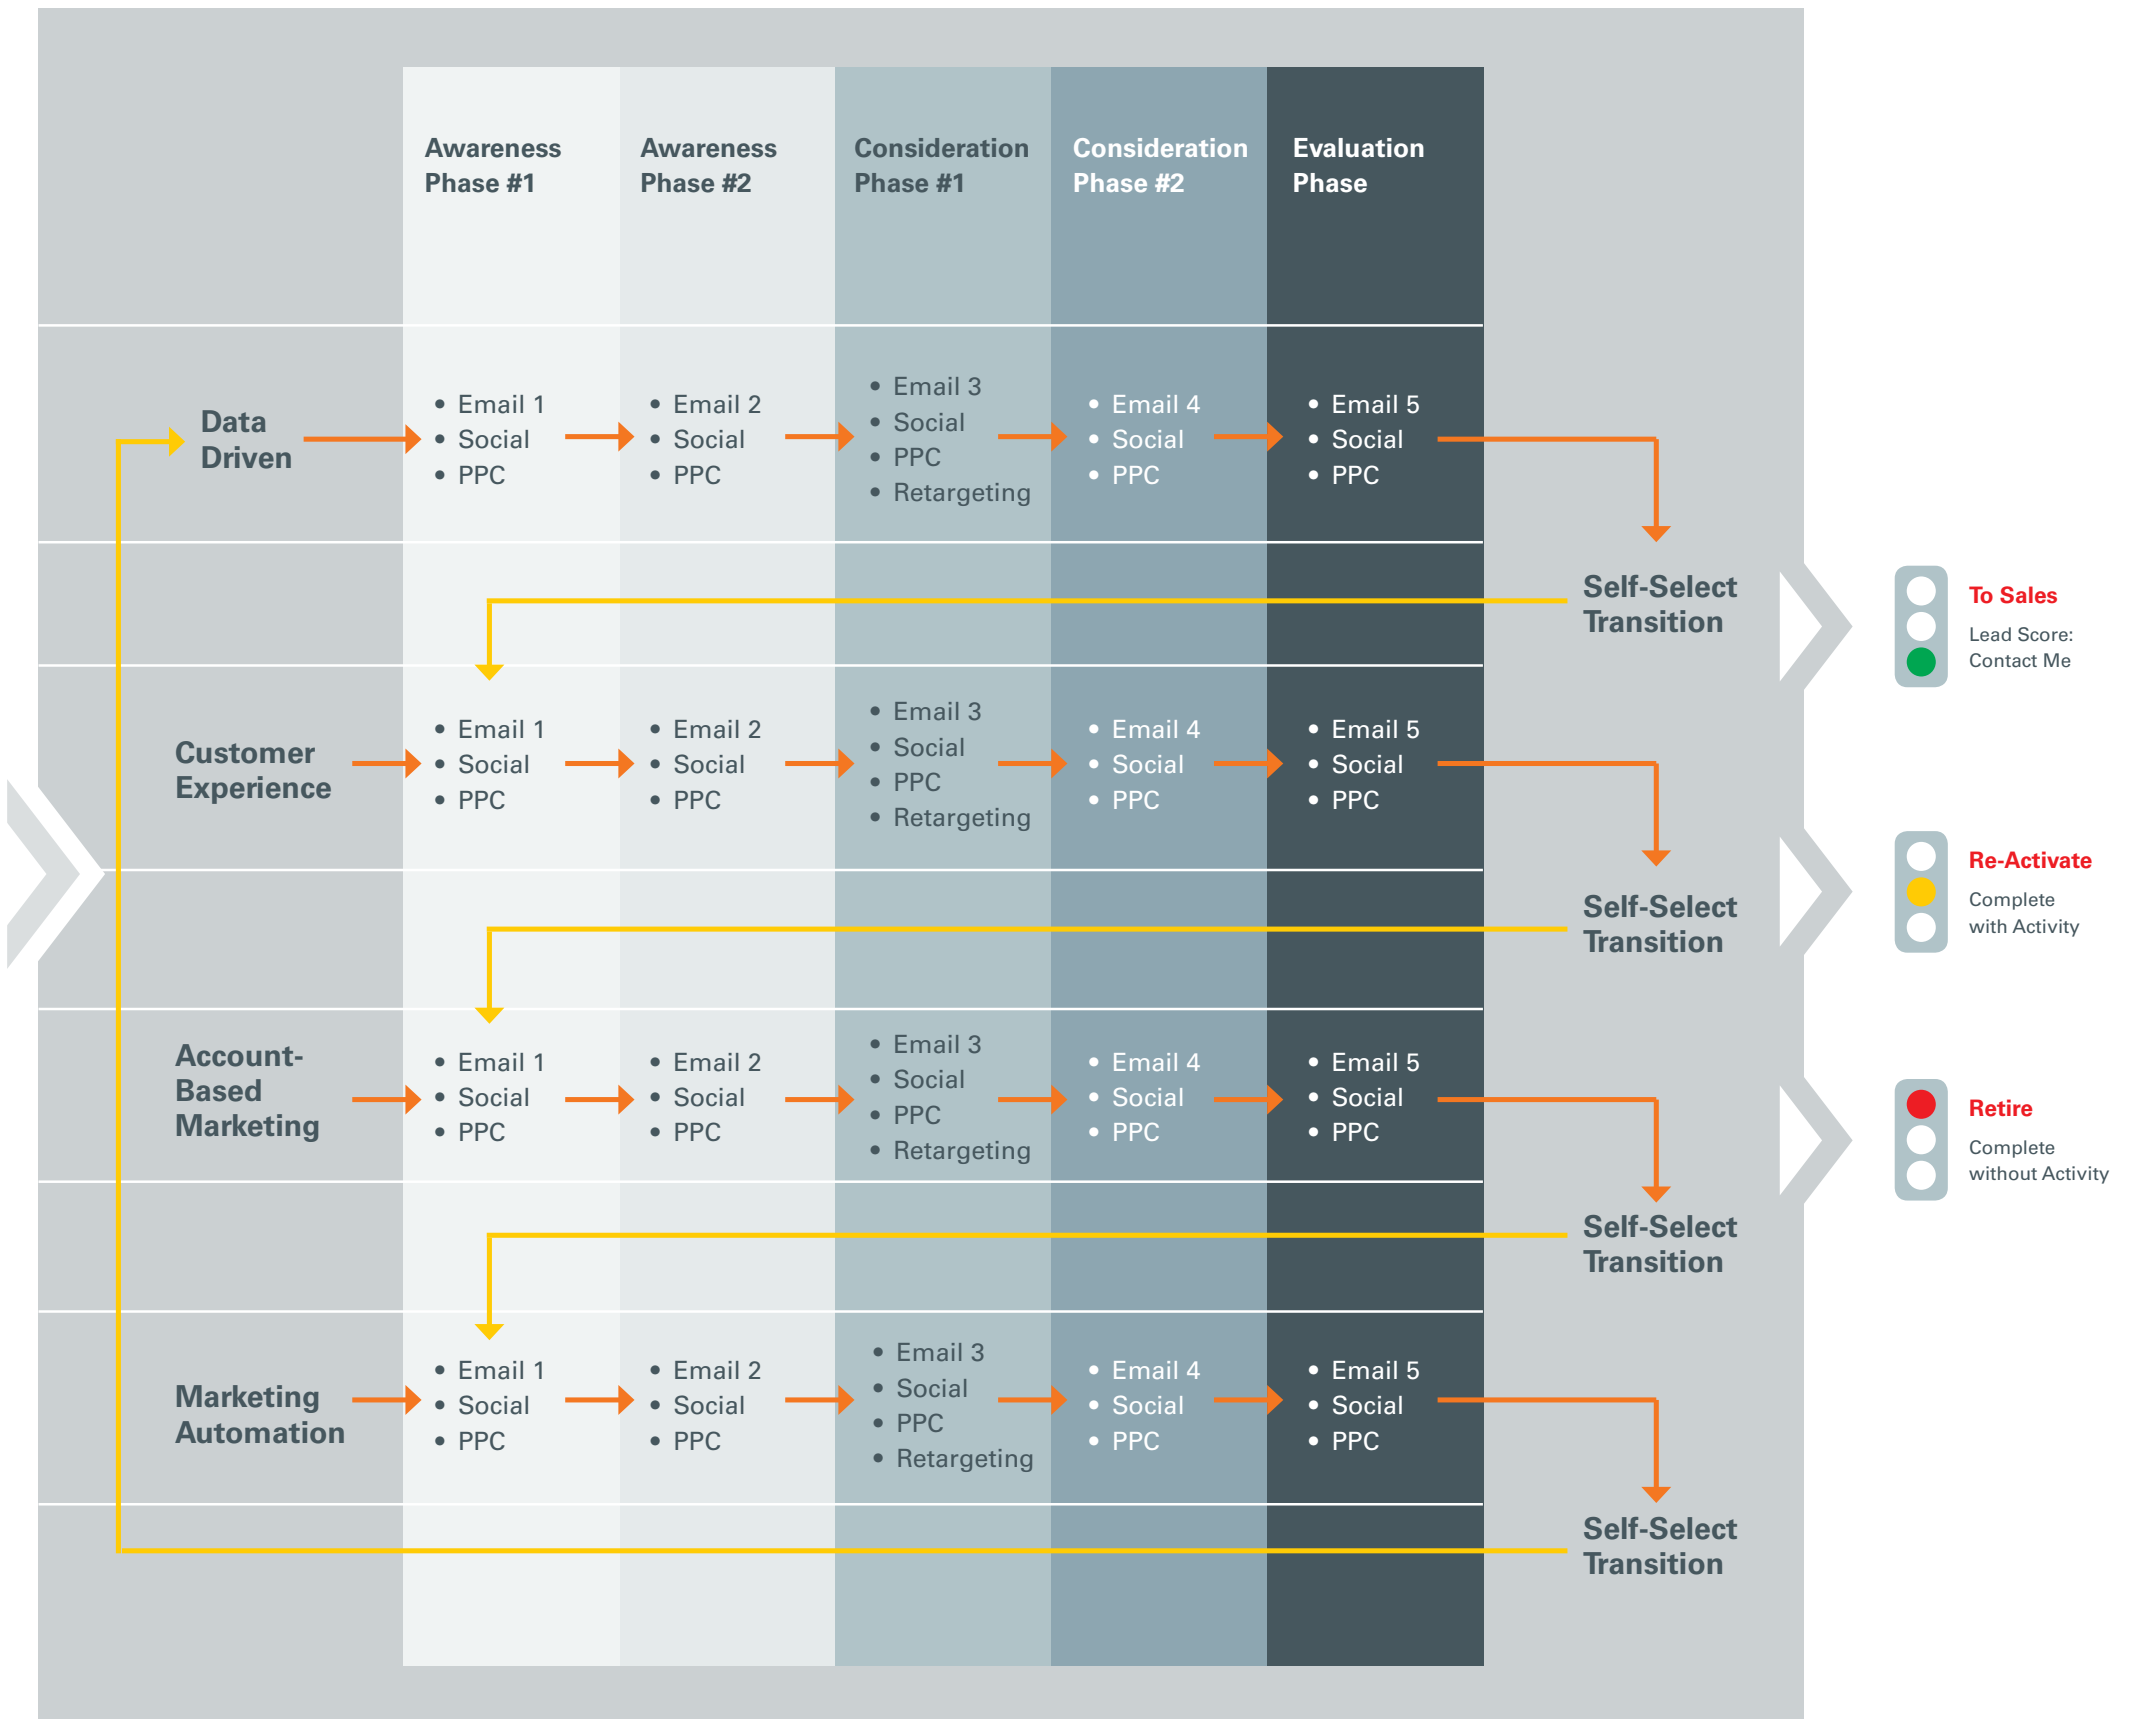 Awareness
Phase #1
Awareness
Phase #2
Consideration
Phase #1
Consideration
Phase #2
Evaluation
Phase
Data
Driven
• Email 1
• Social
• PPC
• Email 2
• Social
• PPC
• Email 3
• Social
• PPC
• Retargeting
• Email 4
• Social
• PPC
• Email 5
• Social
• PPC
Self-Select
Transition
Customer
Experience
• Email 1
• Social
• PPC
• Email 2
• Social
• PPC
• Email 3
• Social
• PPC
• Retargeting
• Email 4
• Social
• PPC
• Email 5
• Social
• PPC
Self-Select
Transition
Account-
Based
Marketing
• Email 1
• Social
• PPC
• Email 2
• Social
• PPC
• Email 3
• Social
• PPC
• Retargeting
• Email 4
• Social
• PPC
• Email 5
• Social
• PPC
Self-Select
Transition
Marketing
Automation
• Email 1
• Social
• PPC
• Email 2
• Social
• PPC
• Email 3
• Social
• PPC
• Retargeting
• Email 4
• Social
• PPC
• Email 5
• Social
• PPC
Self-Select
Transition
To Sales
Lead Score:
Contact Me
Re-Activate
Complete
with Activity
Retire
Complete
without Activity